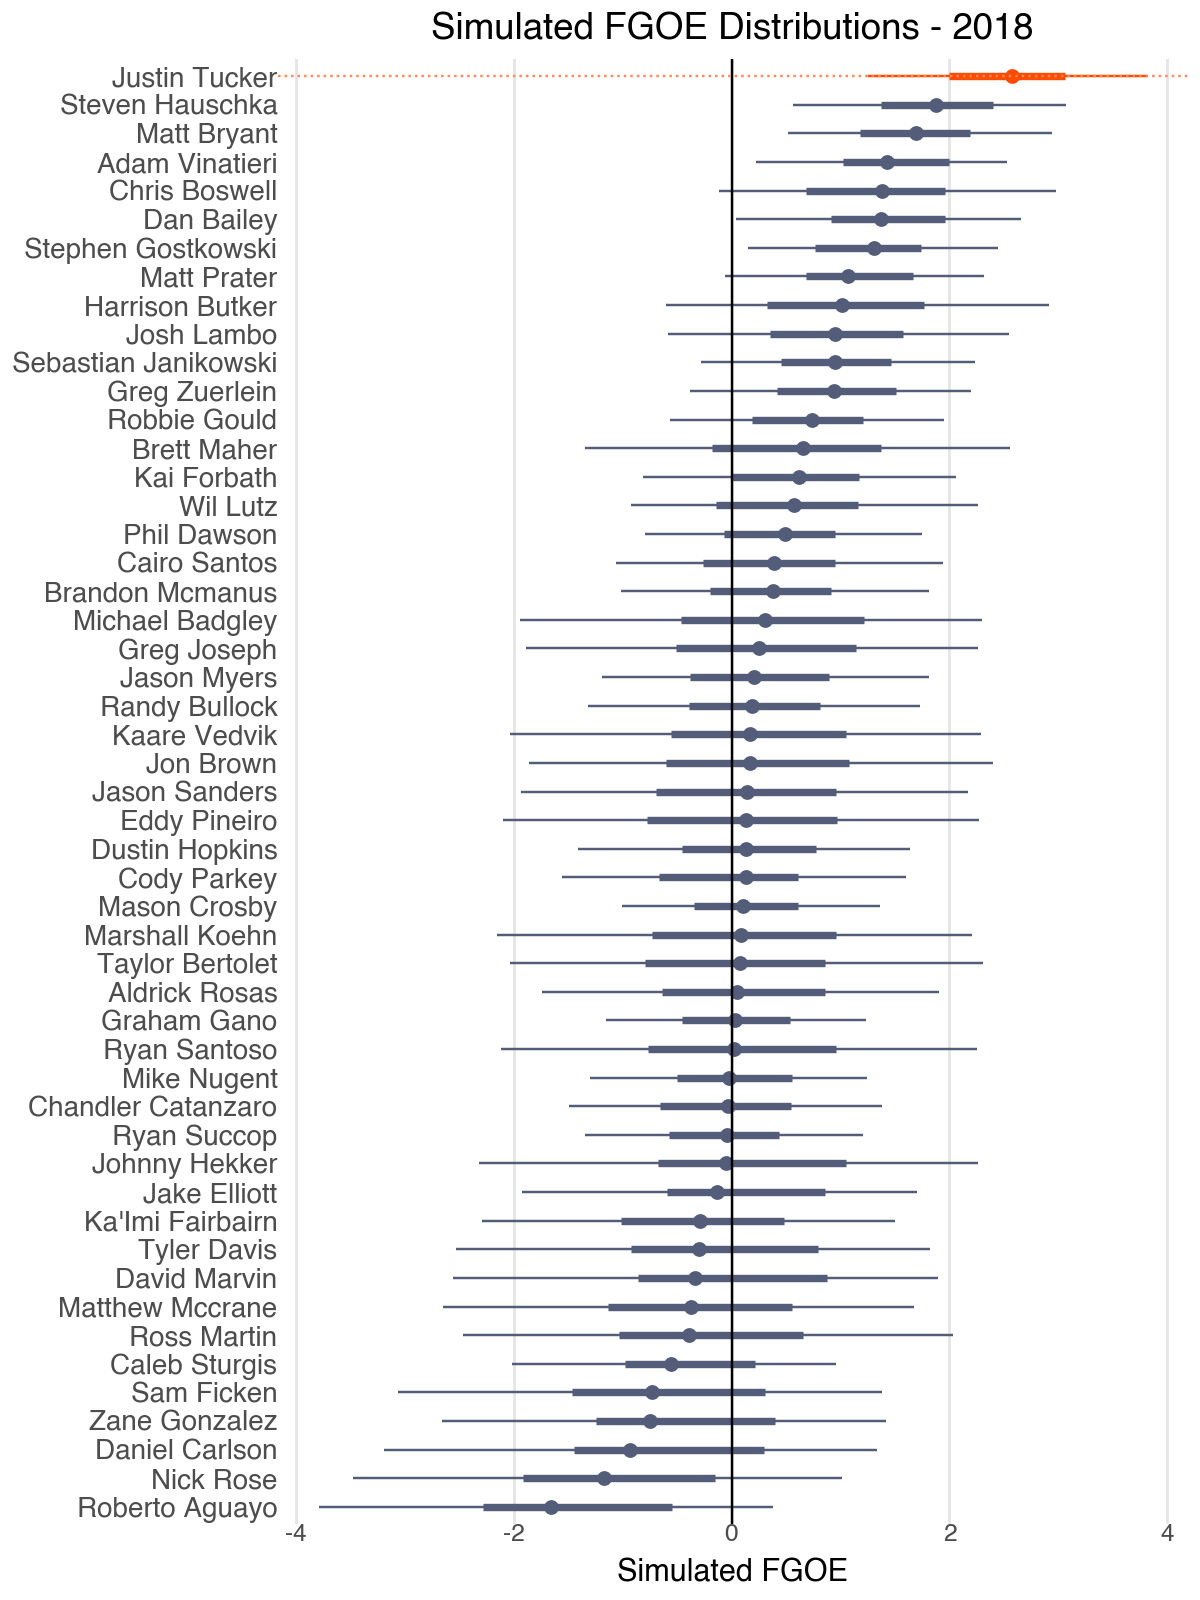 Simulated FGOE Distributions - 2018
Justin Tucker
Steven Hauschka
Matt Bryant
Adam Vinatieri
Chris Boswell
Dan Bailey
Stephen Gostkowski
Matt Prater
Harrison Butker
Josh Lambo
Sebastian Janikowski
Greg Zuerlein
Robbie Gould
Brett Maher
Kai Forbath
Wil Lutz
Phil Dawson
Cairo Santos
Brandon Mcmanus
Michael Badgley
Greg Joseph
Jason Myers
Randy Bullock
Kaare Vedvik
Jon Brown
Jason Sanders
Eddy Pineiro
Dustin Hopkins
Cody Parkey
Mason Crosby
Marshall Koehn
Taylor Bertolet
Aldrick Rosas
Graham Gano
Ryan Santoso
Mike Nugent
Chandler Catanzaro
Ryan Succop
Johnny Hekker
Jake Elliott
Ka'Imi Fairbairn
Tyler Davis
David Marvin
Matthew Mccrane
Ross Martin
Caleb Sturgis
Sam Ficken
Zane Gonzalez
Daniel Carlson
Nick Rose
Roberto Aguayo
-4 -2 0 2 4
Simulated FGOE